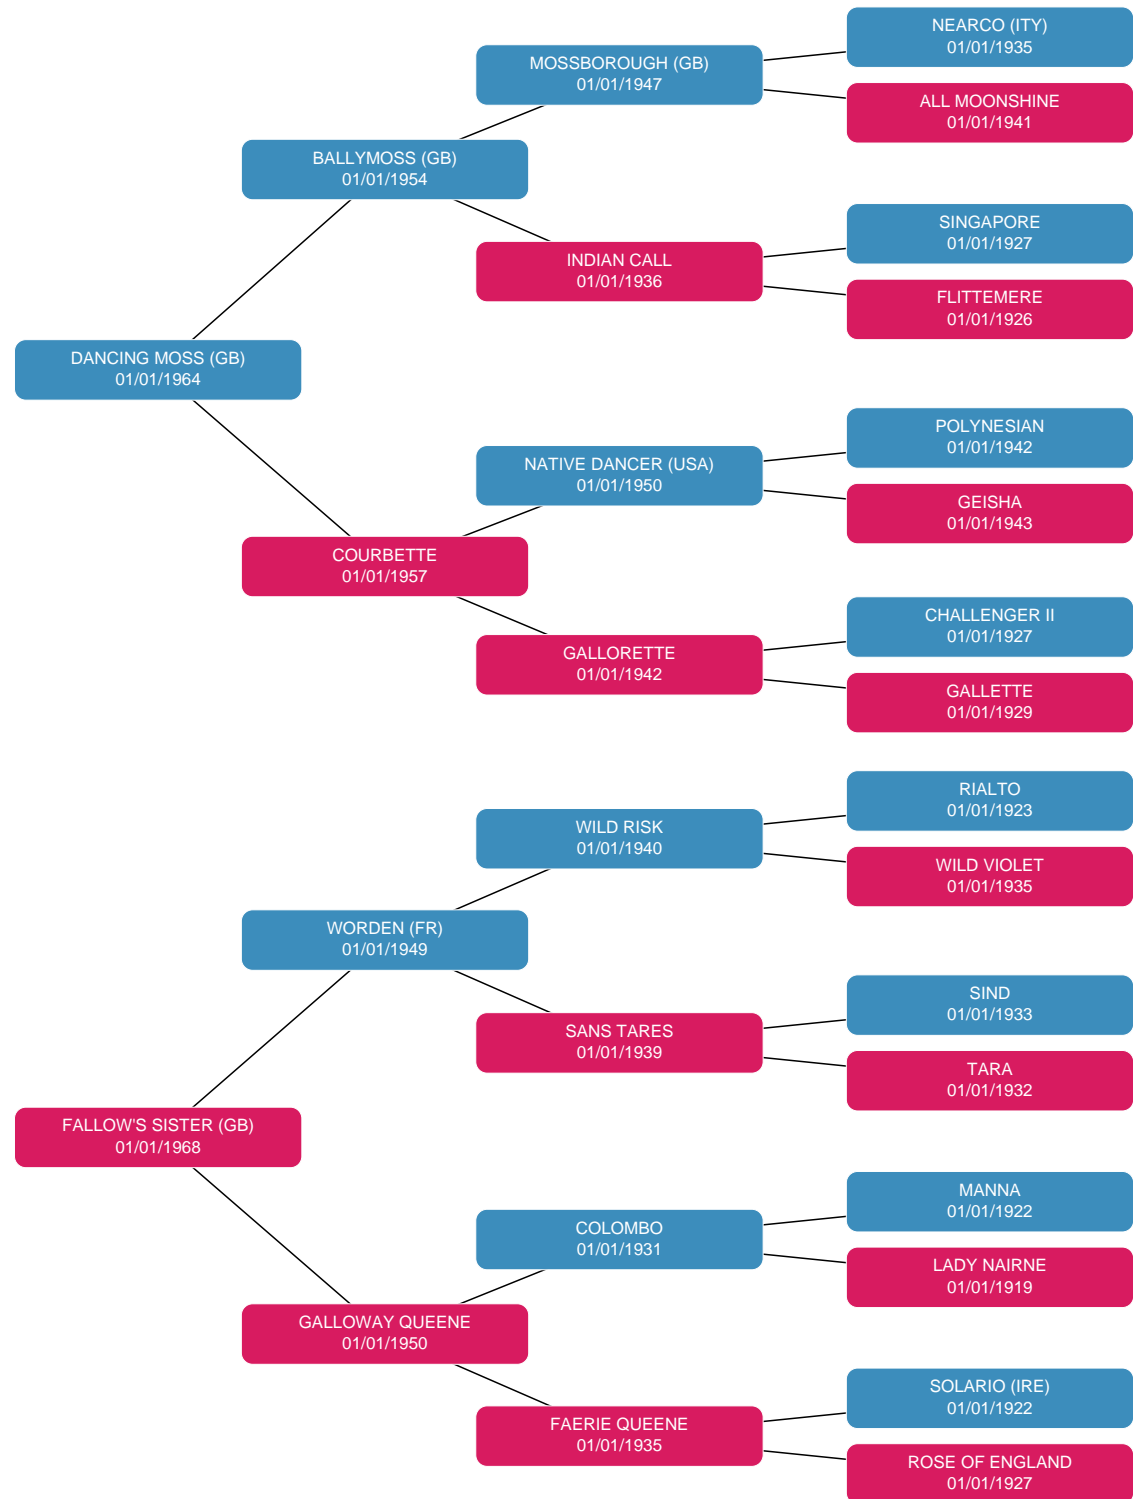 NEARCO (ITY)
01/01/1935
MOSSBOROUGH (GB)
01/01/1947
ALL MOONSHINE
01/01/1941
BALLYMOSS (GB)
01/01/1954
SINGAPORE
01/01/1927
INDIAN CALL
01/01/1936
FLITTEMERE
01/01/1926
DANCING MOSS (GB)
01/01/1964
POLYNESIAN
01/01/1942
NATIVE DANCER (USA)
01/01/1950
GEISHA
01/01/1943
COURBETTE
01/01/1957
CHALLENGER II
01/01/1927
GALLORETTE
01/01/1942
GALLETTE
01/01/1929
RIALTO
01/01/1923
WILD RISK
01/01/1940
WILD VIOLET
01/01/1935
WORDEN (FR)
01/01/1949
SIND
01/01/1933
SANS TARES
01/01/1939
TARA
01/01/1932
FALLOW'S SISTER (GB)
01/01/1968
MANNA
01/01/1922
COLOMBO
01/01/1931
LADY NAIRNE
01/01/1919
GALLOWAY QUEENE
01/01/1950
SOLARIO (IRE)
01/01/1922
FAERIE QUEENE
01/01/1935
ROSE OF ENGLAND
01/01/1927